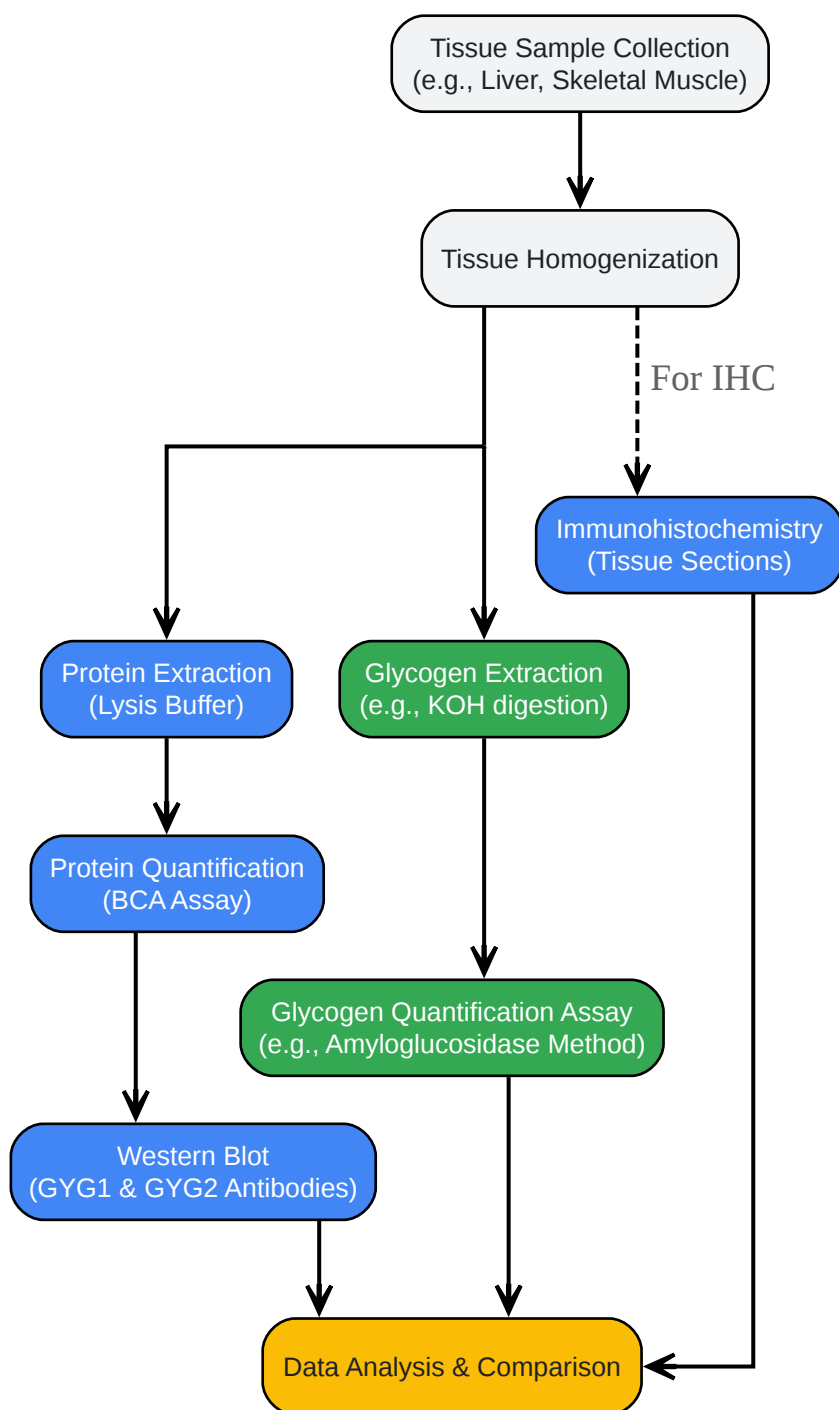 Tissue Sample Collection
(e.g., Liver, Skeletal Muscle)
Tissue Homogenization
For IHC
Immunohistochemistry
(Tissue Sections)
Protein Extraction
(Lysis Buffer)
Glycogen Extraction
(e.g., KOH digestion)
Protein Quantification
(BCA Assay)
Glycogen Quantification Assay
(e.g., Amyloglucosidase Method)
Western Blot
(GYG1 & GYG2 Antibodies)
Data Analysis & Comparison